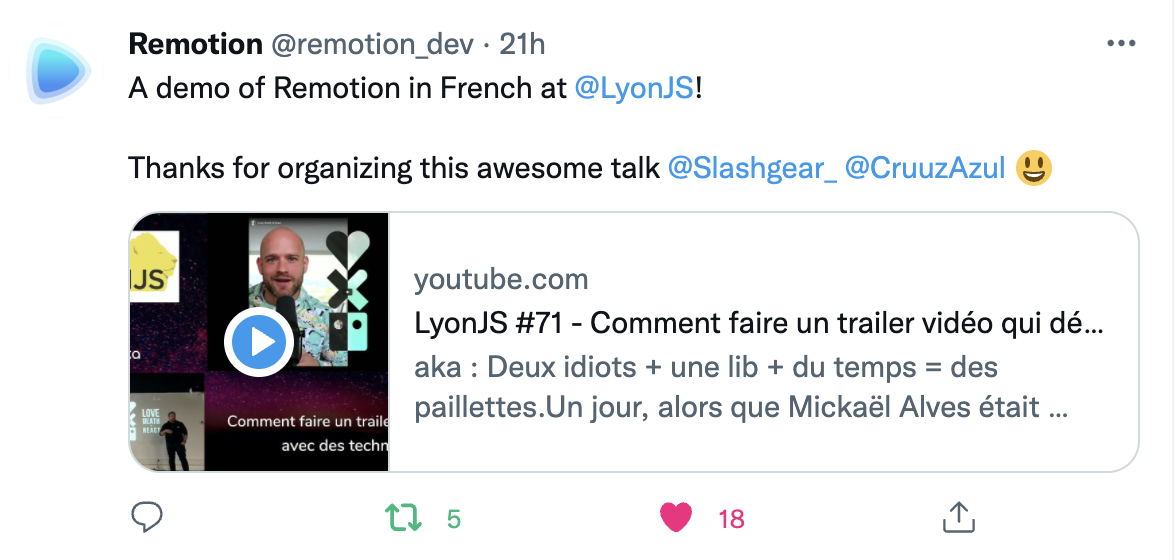 Remotion @remotion_dev · 21h
A demo of Remotion in French at @LyonJS!
Thanks for organizing this awesome talk @Slashgear_ @CruuzAzul 😃
JS
LOVE
DEATH
REACT
Comment faire un traile
avec des techn
youtube.com
LyonJS #71 - Comment faire un trailer vidéo qui dé...
aka : Deux idiots + une lib + du temps = des
paillettes.Un jour, alors que Mickaël Alves était ...
5
18